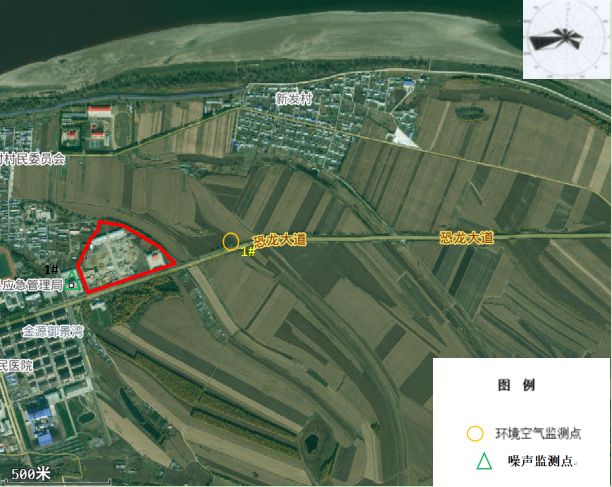 新发村
村民委员会
恐龙大道
恐龙大道
1#
1#
应急管理局
金源御景湾
民医院
图 例
环境空气监测点
噪声监测点
500米